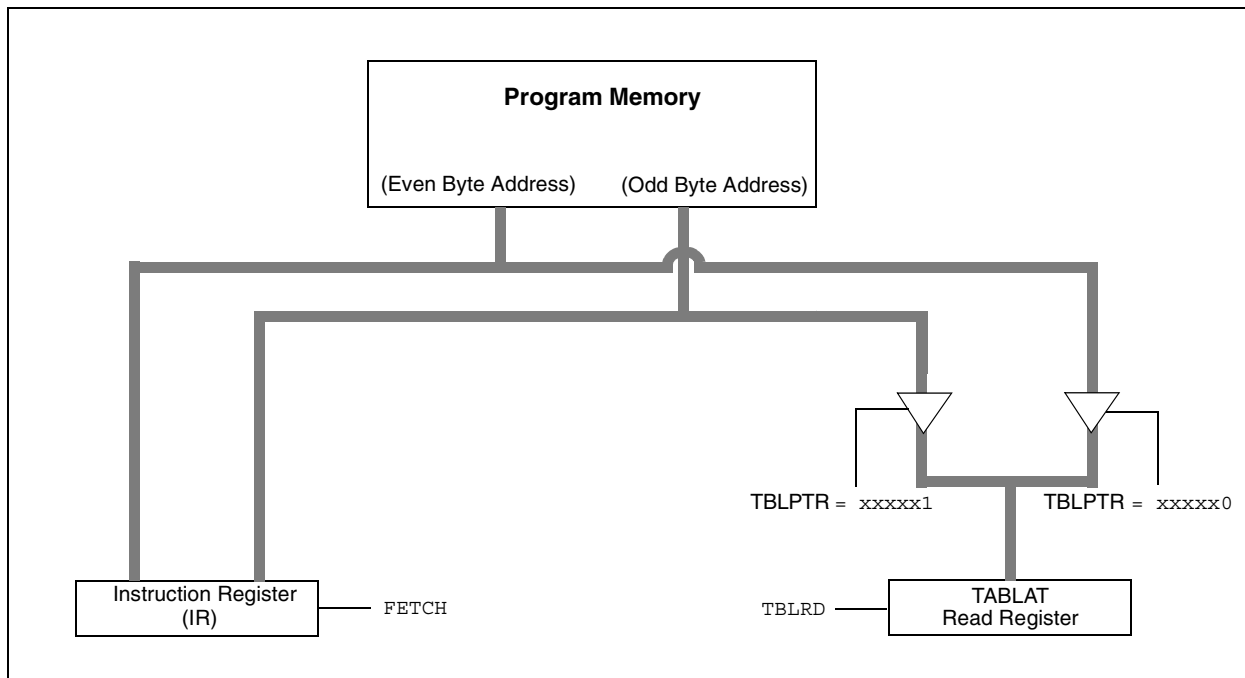 Program Memory
(Even Byte Address) (Odd Byte Address)
TBLPTR = xxxxx1 TBLPTR = xxxxx0
Instruction Register
(IR)
FETCH
TBLRD
TABLAT
Read Register